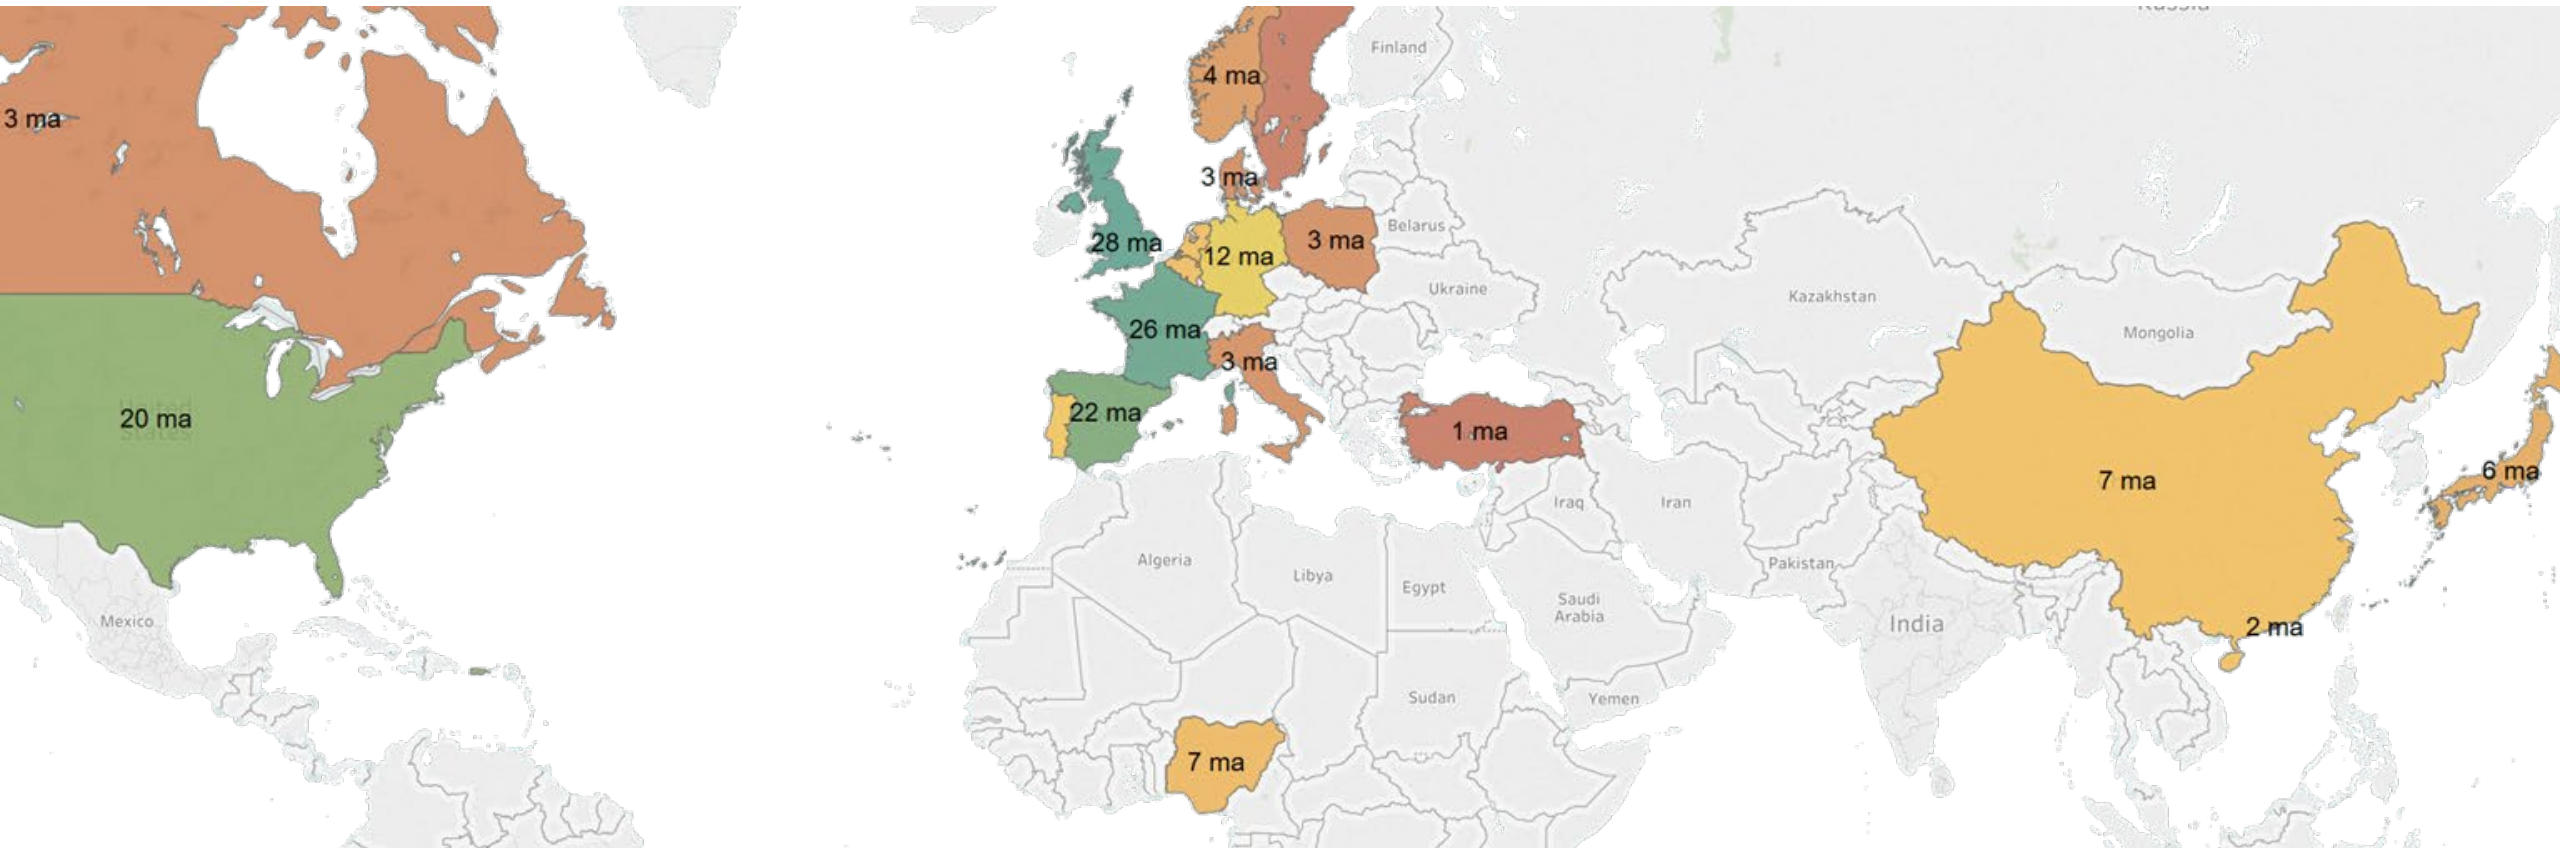 Russia
Finland
4 ma
3 ma
3 ma
28 ma
12 ma
3 ma
Belarus
Ukraine
Kazakhstan
Mongolia
26 ma
3 ma
20 ma
United
States
22 ma
1 ma
7 ma
6 ma
Iraq
Iran
Algeria
Libya
Egypt
Pakistan
Saudi
Arabia
India
2 ma
Mexico
Sudan
Yemen
7 ma